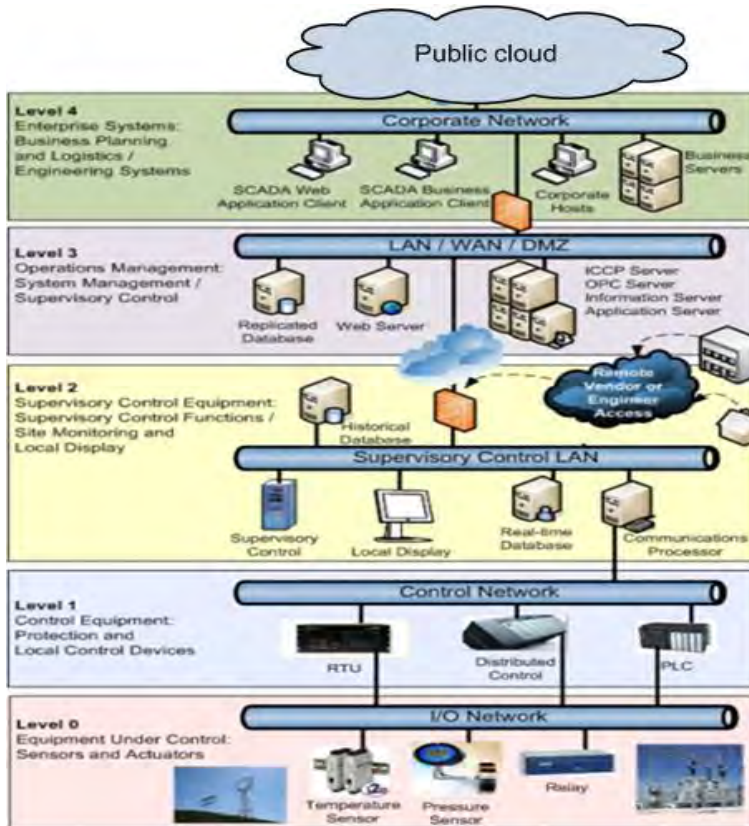 Public cloud
Level 4
Enterprise Systems:
Business Planning
and Logistics /
Engineering Systems
Corporate Network
SCADA Web
Application Client
SCADA Business
Application Client
Corporate
Hosts
Business
Servers
Level 3
Operations Management:
System Management /
Supervisory Control
LAN / WAN / DMZ
Replicated
Database
Web Server
ICCP Server
OPC Server
Information Server
Application Server
Level 2
Supervisory Control Equipment:
Supervisory Control Functions /
Site Monitoring and
Local Display
Remote
Vendor or
Engineer
Access
Historical
Database
Supervisory Control LAN
Supervisory
Control
Local Display
Real-time
Database
Communications
Processor
Level 1
Control Equipment:
Protection and
Local Control Devices
Control Network
RTU
Distributed
Control
PLC
Level 0
Equipment Under Control:
Sensors and Actuators
I/O Network
Temperature
Sensor
Pressure
Sensor
Relay